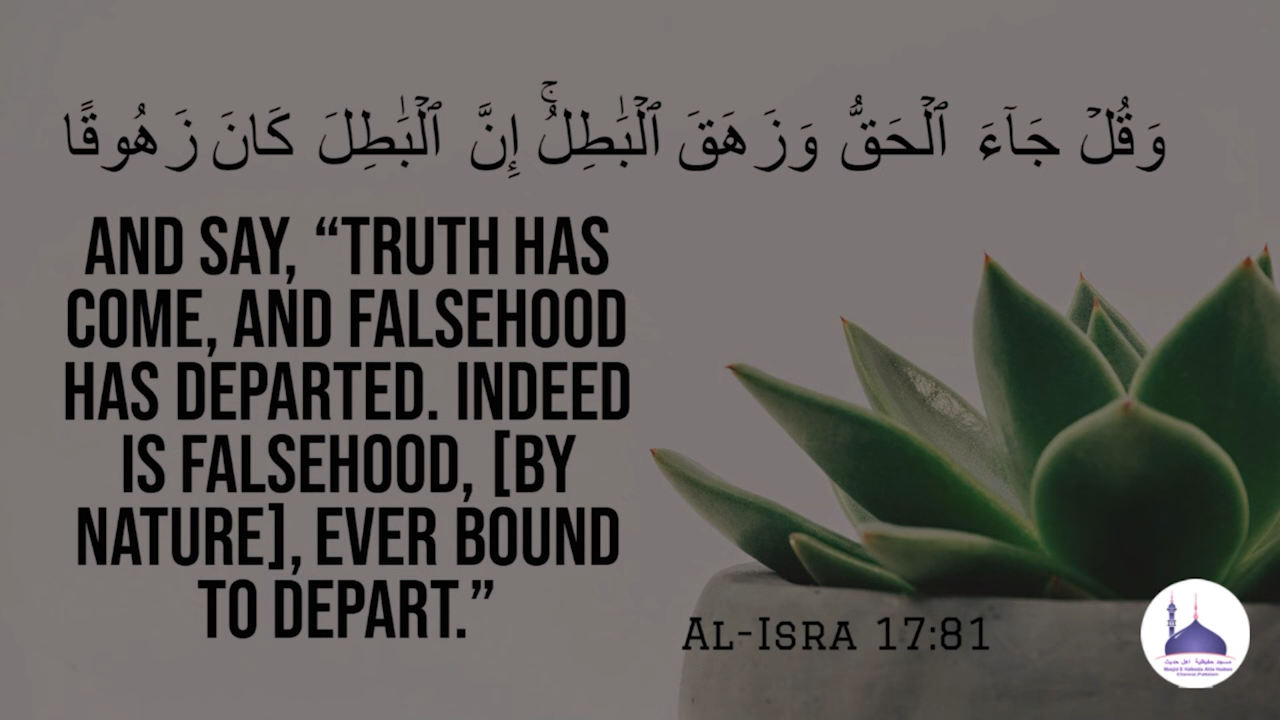 وَقُلۡ جَآءَ ٱلۡحَقُّ وَزَهَقَ ٱلۡبَٰطِلُۚ إِنَّ ٱلۡبَٰطِلَ كَانَ زَهُوقًا
AND SAY, “TRUTH HAS
COME, AND FALSEHOOD
HAS DEPARTED. INDEED
IS FALSEHOOD, [BY
NATURE], EVER BOUND
TO DEPART.”
AL-ISRA 17:81